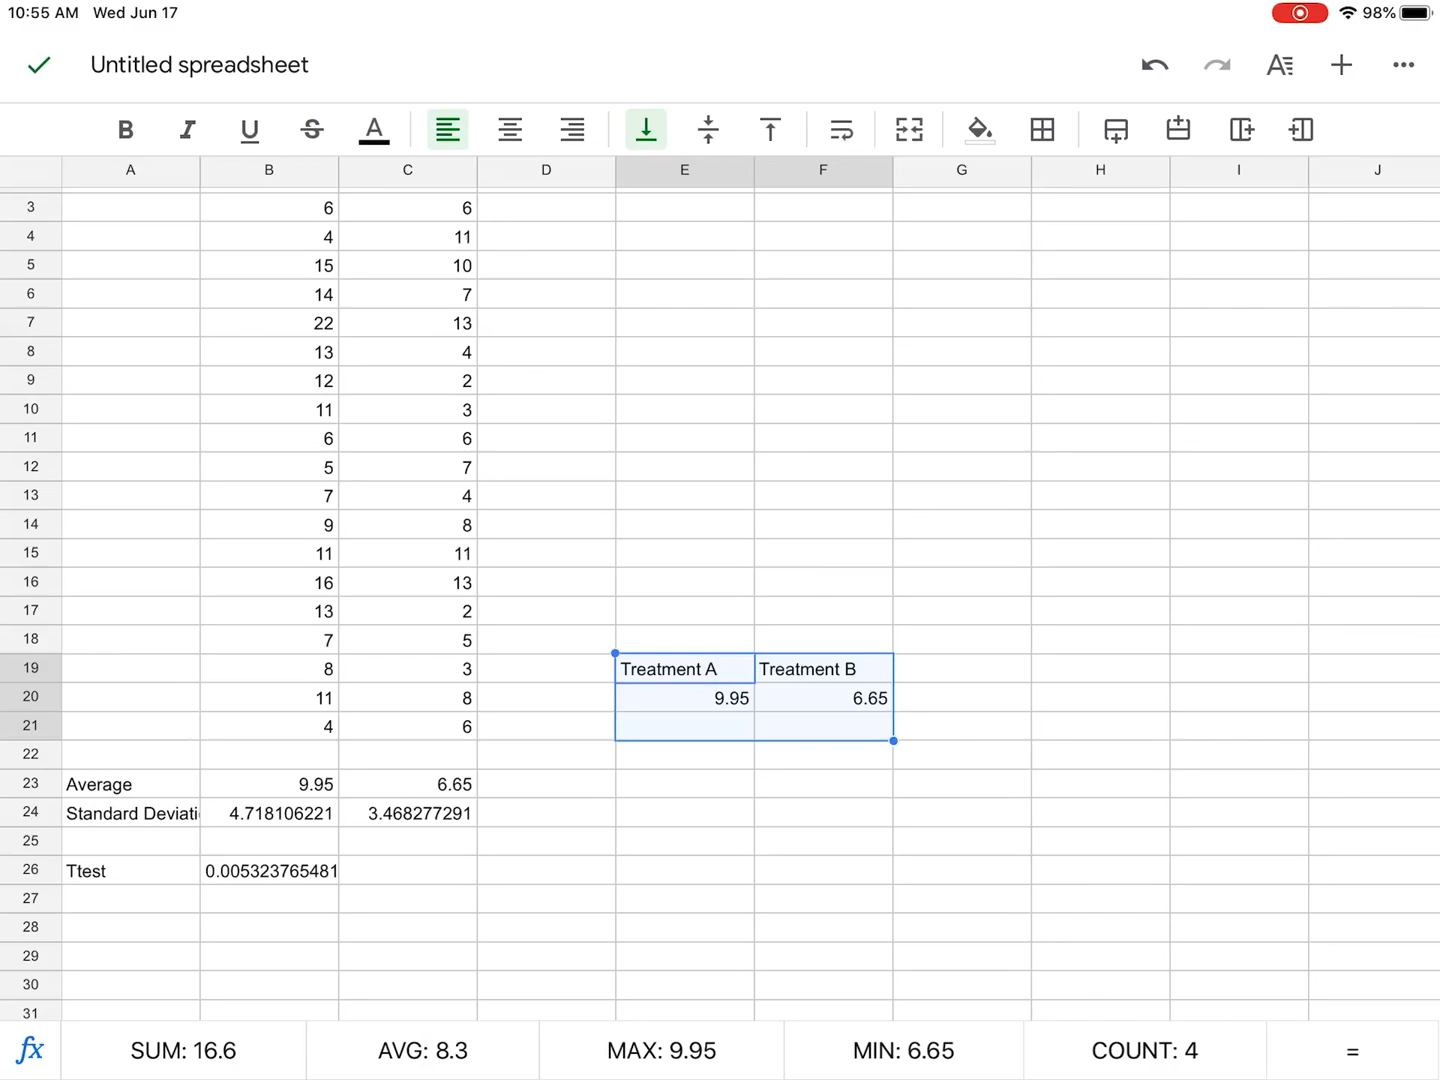 10:55 AM Wed Jun 17 98%
Untitled spreadsheet
B I U S A
A B C D E F G H I J
3 6 6
4 4 11
5 15 10
6 14 7
7 22 13
8 13 4
9 12 2
10 11 3
11 6 6
12 5 7
13 7 4
14 9 8
15 11 11
16 16 13
17 13 2
18 7 5
19 8 3 Treatment A Treatment B
20 11 8 9.95 6.65
21 4 6
22
23 Average 9.95 6.65
24 Standard Deviati 4.718106221 3.468277291
25
26 Ttest 0.005323765481
27
28
29
30
31
fx SUM: 16.6 AVG: 8.3 MAX: 9.95 MIN: 6.65 COUNT: 4 =